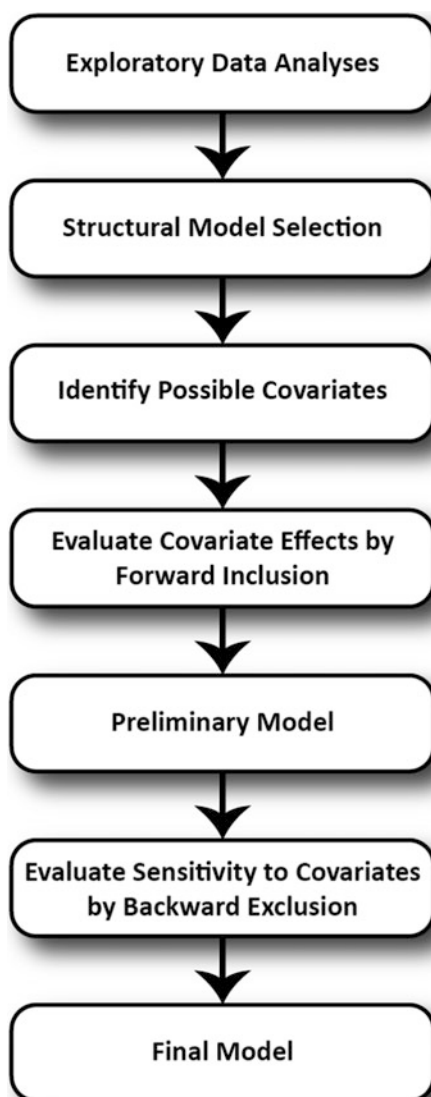 Exploratory Data Analyses
Structural Model Selection
Identify Possible Covariates
Evaluate Covariate Effects by
Forward Inclusion
Preliminary Model
Evaluate Sensitivity to Covariates
by Backward Exclusion
Final Model